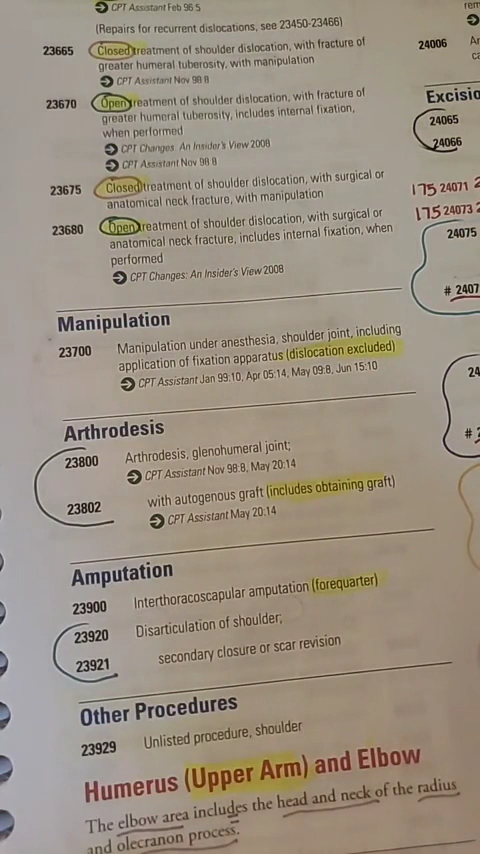 CPT Assistant Feb 96:5
(Repairs for recurrent dislocations, see 23450-23466)
23665 Closed treatment of shoulder dislocation, with fracture of
greater humeral tuberosity, with manipulation
CPT Assistant Nov 98:8
23670 Open treatment of shoulder dislocation, with fracture of
greater humeral tuberosity, includes internal fixation,
when performed
CPT Changes: An Insider's View 2008
CPT Assistant Nov 98:8
23675 Closed treatment of shoulder dislocation, with surgical or
anatomical neck fracture, with manipulation
23680 Open treatment of shoulder dislocation, with surgical or
anatomical neck fracture, includes internal fixation, when
performed
CPT Changes: An Insider's View 2008
Manipulation
23700 Manipulation under anesthesia, shoulder joint, including
application of fixation apparatus (dislocation excluded)
CPT Assistant Jan 99:10, Apr 05:14, May 09:8, Jun 15:10
Arthrodesis
23800 Arthrodesis, glenohumeral joint;
CPT Assistant Nov 98:8, May 20:14
23802 with autogenous graft (includes obtaining graft)
CPT Assistant May 20:14
Amputation
23900 Interthoracoscapular amputation (forequarter)
23920 Disarticulation of shoulder;
23921 secondary closure or scar revision
Other Procedures
23929 Unlisted procedure, shoulder
Humerus (Upper Arm) and Elbow
The elbow area includes the head and neck of the radius
and olecranon process.
24006
24065
24066
175 24071
175 24073
24075